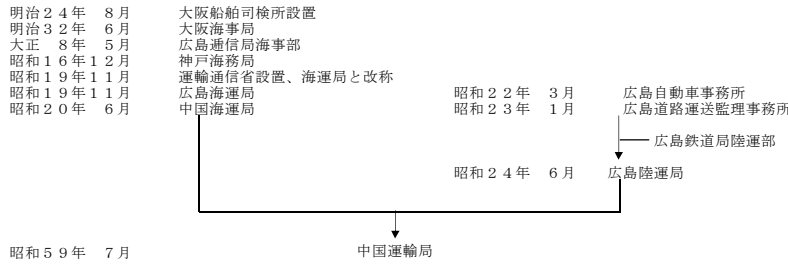 明治２４年　８月　大阪船舶司検所設置
明治３２年　６月　大阪海事局
大正　８年　５月　広島逓信局海事部
昭和１６年１２月　神戸海務局
昭和１９年１１月　運輸通信省設置、海運局と改称
昭和１９年１１月　広島海運局
昭和２０年　６月　中国海運局
昭和２２年　３月　広島自動車事務所
昭和２３年　１月　広島道路運送監理事務所
広島鉄道局陸運部
昭和２４年　６月　広島陸運局
昭和５９年　７月　中国運輸局